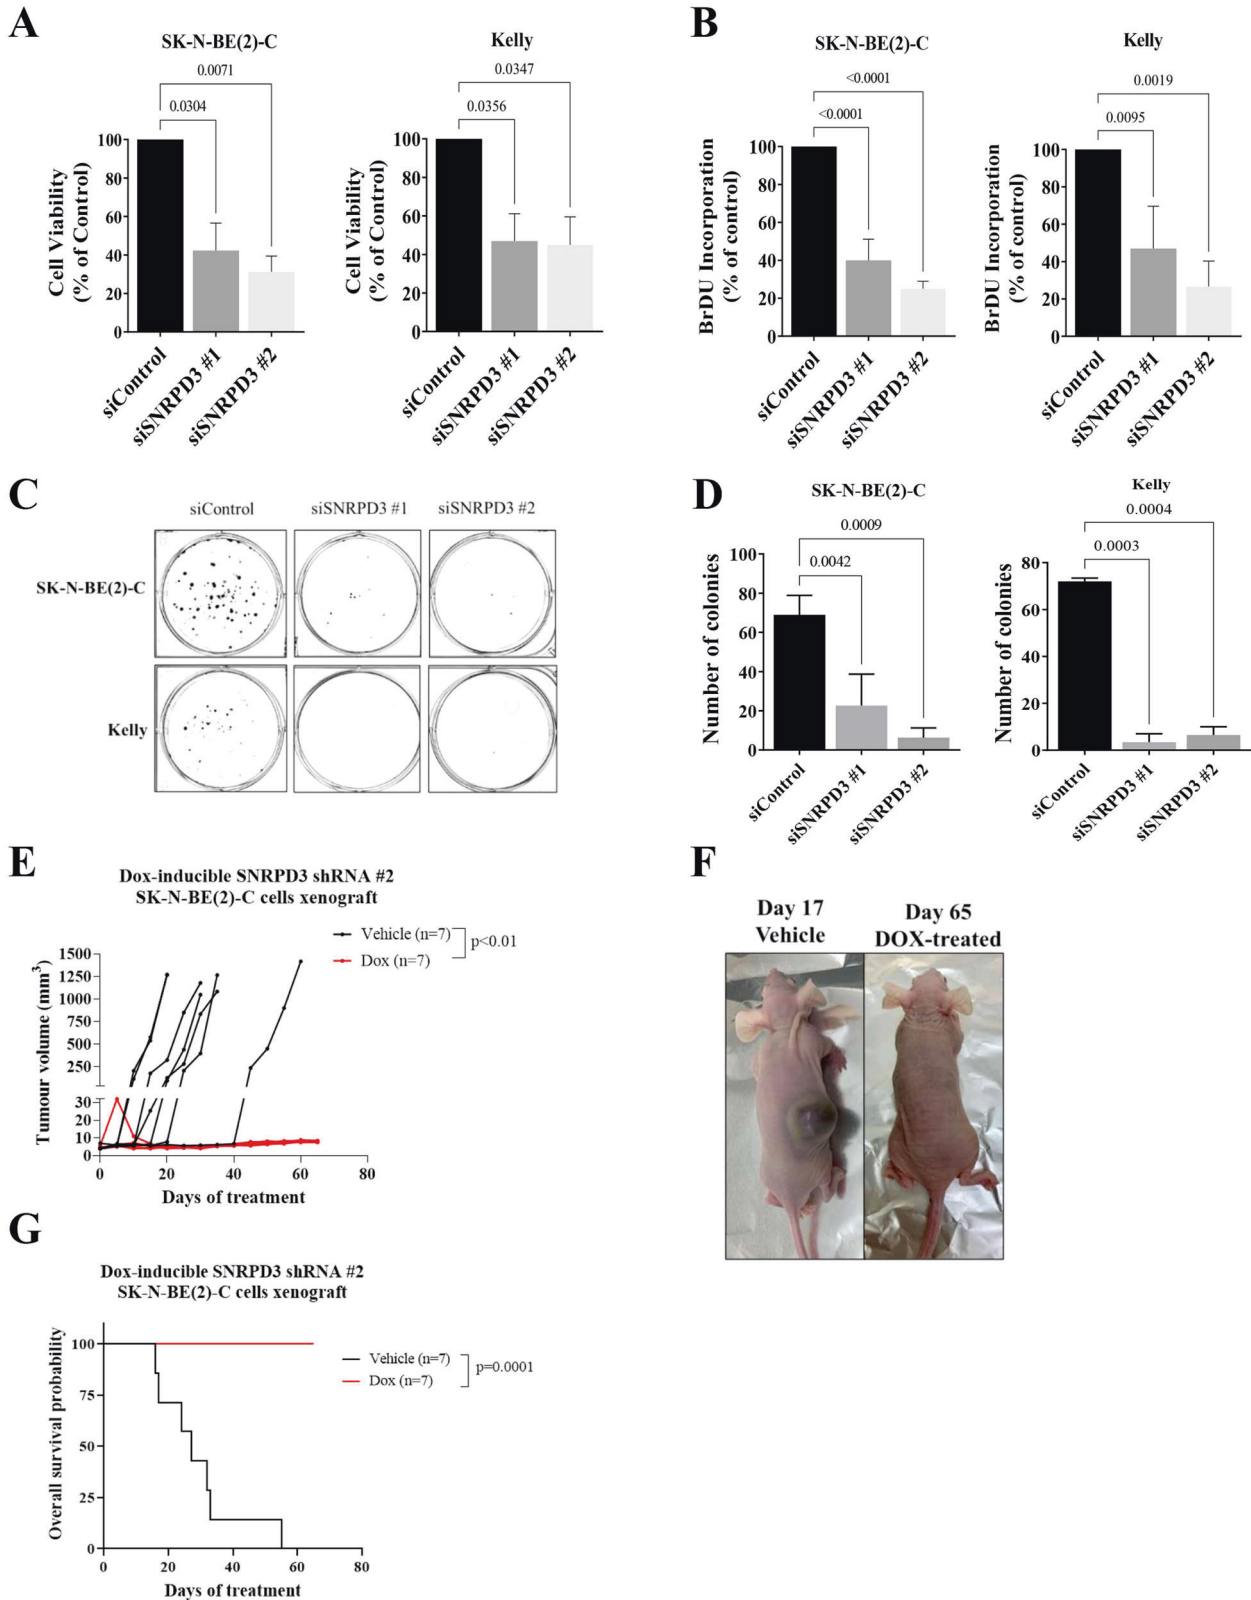 A
SK-N-BE(2)-C
0.0071
0.0304
Cell Viability
(% of Control)
100
80
60
40
20
0
siControl
siSNRPD3 #1
siSNRPD3 #2
Kelly
0.0347
0.0356
Cell Viability
(% of Control)
100
80
60
40
20
0
siControl
siSNRPD3 #1
siSNRPD3 #2
B
SK-N-BE(2)-C
<0.0001
<0.0001
BrDU Incorporation
(% of control)
100
80
60
40
20
0
siControl
siSNRPD3 #1
siSNRPD3 #2
Kelly
0.0019
0.0095
BrDU Incorporation
(% of control)
100
80
60
40
20
0
siControl
siSNRPD3 #1
siSNRPD3 #2
C
siControl siSNRPD3 #1 siSNRPD3 #2
SK-N-BE(2)-C
Kelly
D
SK-N-BE(2)-C
0.0009
0.0042
Number of colonies
100
80
60
40
20
0
siControl
siSNRPD3 #1
siSNRPD3 #2
Kelly
0.0004
0.0003
Number of colonies
80
60
40
20
0
siControl
siSNRPD3 #1
siSNRPD3 #2
E
Dox-inducible SNRPD3 shRNA #2
SK-N-BE(2)-C cells xenograft
Vehicle (n=7)
Dox (n=7)
p<0.01
Tumour volume (mm³)
1500
1250
1000
500
250
30
20
10
0
0 20 40 60 80
Days of treatment
F
Day 17
Vehicle
Day 65
DOX-treated
G
Dox-inducible SNRPD3 shRNA #2
SK-N-BE(2)-C cells xenograft
Vehicle (n=7)
Dox (n=7)
p=0.0001
Overall survival probability
100
75
50
25
0
0 20 40 60 80
Days of treatment